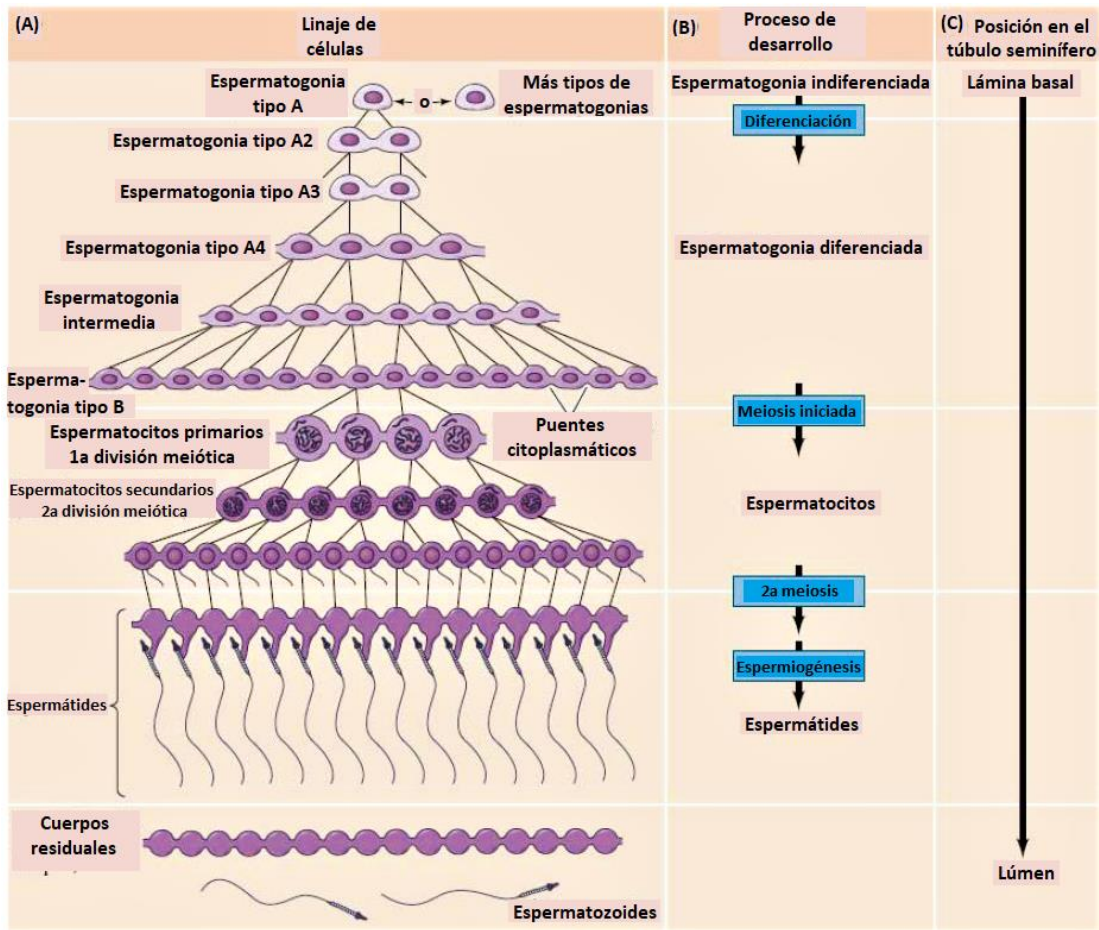 (A)
Linaje de
células
(B)
Proceso de
desarrollo
(C)
Posición en el
túbulo seminífero
Espermatogonia
tipo A
o
Más tipos de
espermatogonias
Espermatogonia indiferenciada
Lámina basal
Diferenciación
Espermatogonia tipo A2
Espermatogonia tipo A3
Espermatogonia tipo A4
Espermatogonia diferenciada
Espermatogonia
intermedia
Esperma-
togonia tipo B
Puentes
citoplasmáticos
Meiosis iniciada
Espermatocitos primarios
1a división meiótica
Espermatocitos secundarios
2a división meiótica
Espermatocitos
2a meiosis
Espermiogénesis
Espermátides
Espermátides
Cuerpos
residuales
Lúmen
Espermatozoides